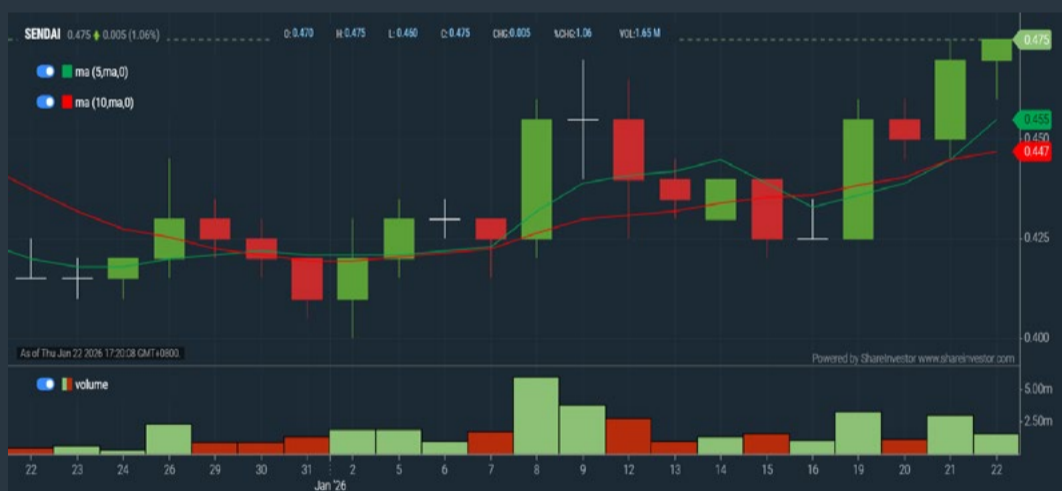 SENDAI 0.475 0.005 (1.06%) O:0.470 H:0.475 L:0.460 C:0.475 CHG:0.005 %CHG:1.06 VOL:1.65 M
0.475
ma (5,ma,0)
ma (10,ma,0)
0.455
0.450
0.447
0.425
0.400
As of Thu Jan 22 2026 17:20:08 GMT+0800.
Powered by ShareInvestor www.shareinvestor.com
volume
5.00m
2.50m
22 23 24 26 29 30 31 2 5 6 7 8 9 12 13 14 15 16 19 20 21 22
Jan '26